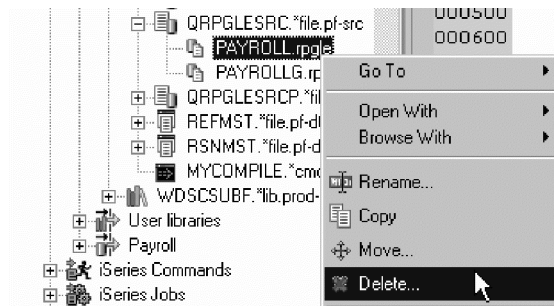 QRPGLESRC.*file.pf-src
000500
000600
PAYROLL.rpgle
PAYROLLG.rp
Go To
QRPGLESRCP.*fil
REFMST.*file.pf-d
Open With
RSNMST.*file.pf-d
Browse With
MYCOMPILE.*cmd
WDSCSUBF.*lib.prod-
Rename...
User libraries
Copy
Payroll
Move...
iSeries Commands
Delete...
iSeries Jobs